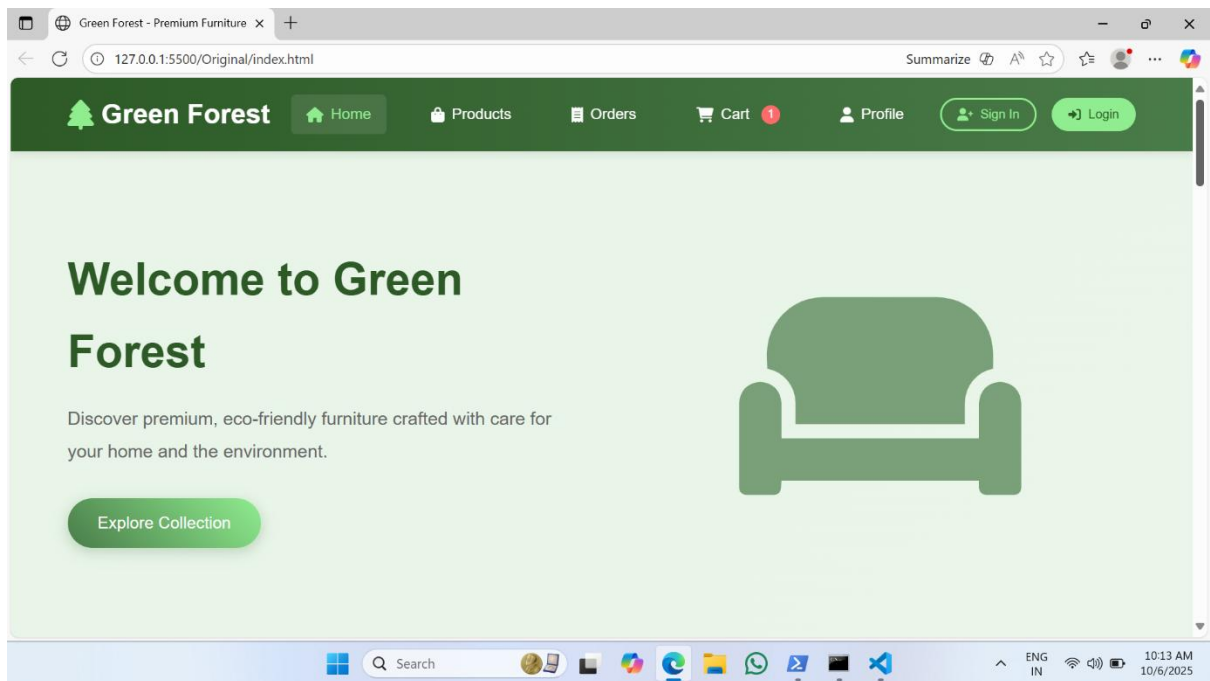 Green Forest - Premium Furniture
127.0.0.1:5500/Original/index.html
Summarize
Green Forest Home Products Orders Cart 1 Profile Sign In Login
Welcome to Green
Forest
Discover premium, eco-friendly furniture crafted with care for
your home and the environment.
Explore Collection
Search
ENG
IN
10:13 AM
10/6/2025